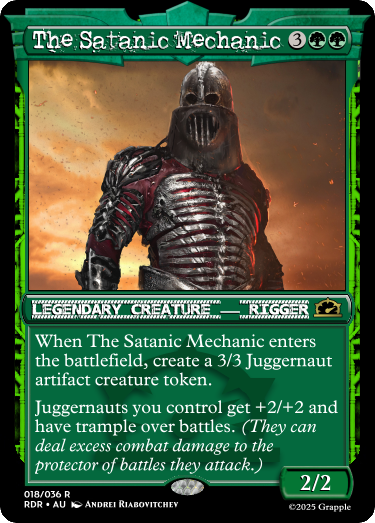 The Satanic Mechanic 3
Legendary Creature — Rigger
When The Satanic Mechanic enters
the battlefield, create a 3/3 Juggernaut
artifact creature token.
Juggernauts you control get +2/+2 and
have trample over battles. (They can
deal excess combat damage to the
protector of battles they attack.)
2/2
018/036 R
RDR • AU Andrei Riabovitchev
©2025 Grapple